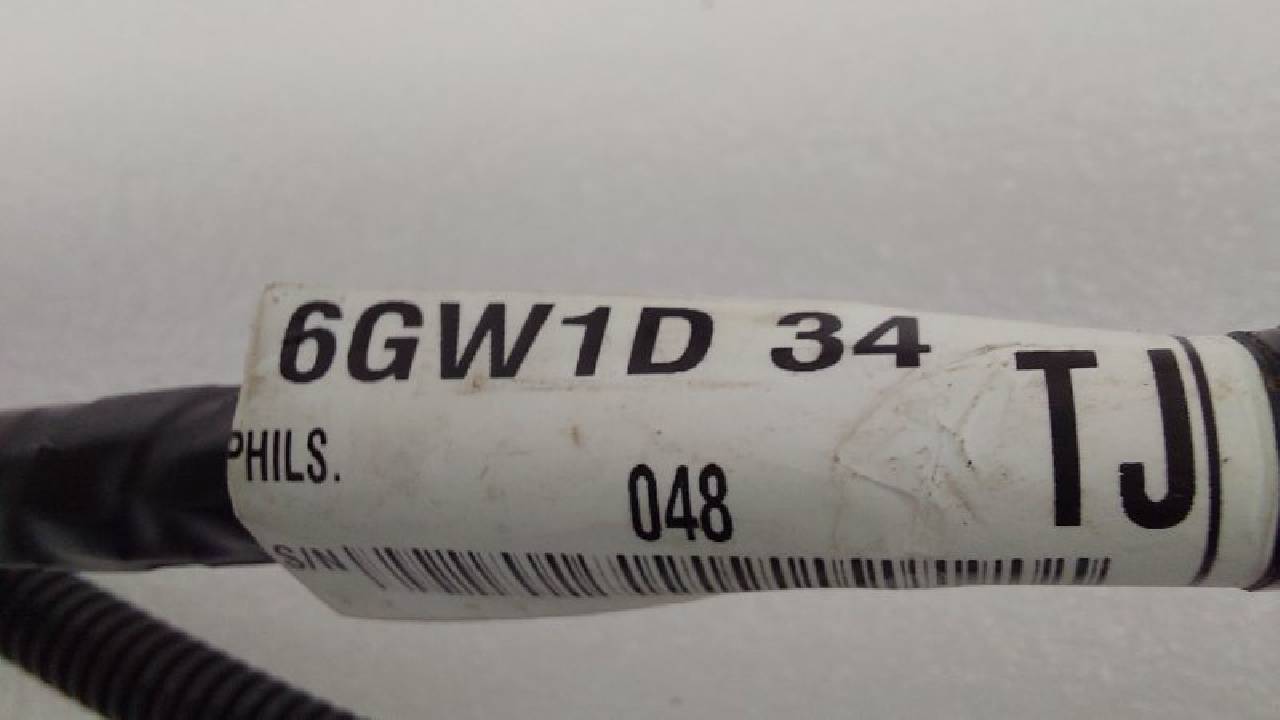 6GW1D 34
TJ
PHILS.
048
S/N